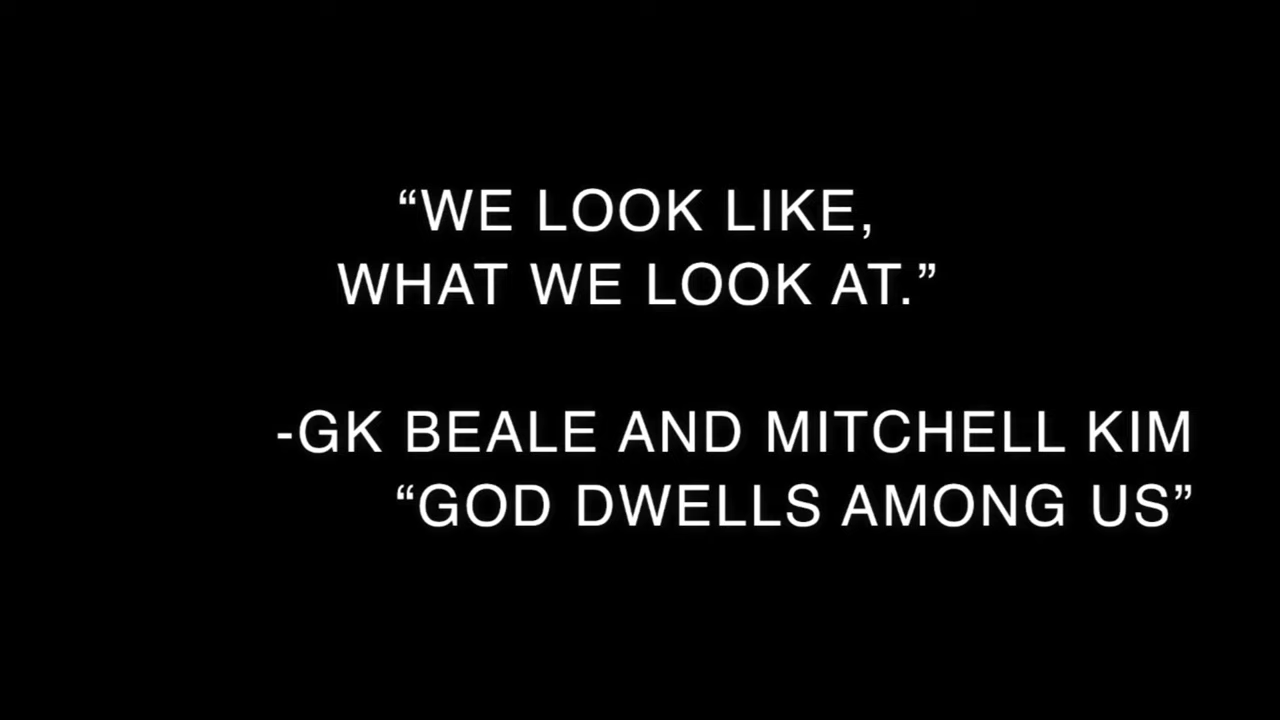 “WE LOOK LIKE,
WHAT WE LOOK AT.”
-GK BEALE AND MITCHELL KIM
“GOD DWELLS AMONG US”